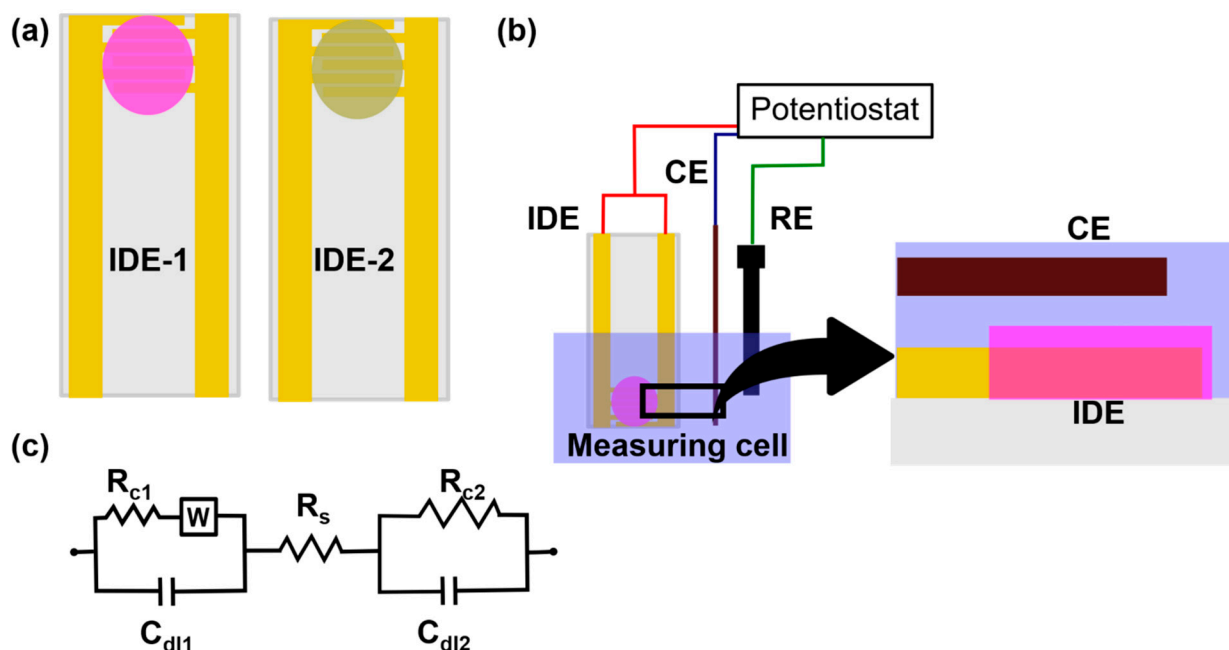 (a)
IDE-1
IDE-2
(b)
Potentiostat
CE
IDE
RE
Measuring cell
CE
IDE
(c)
Rc1
W
Rs
Rc2
Cdl1
Cdl2